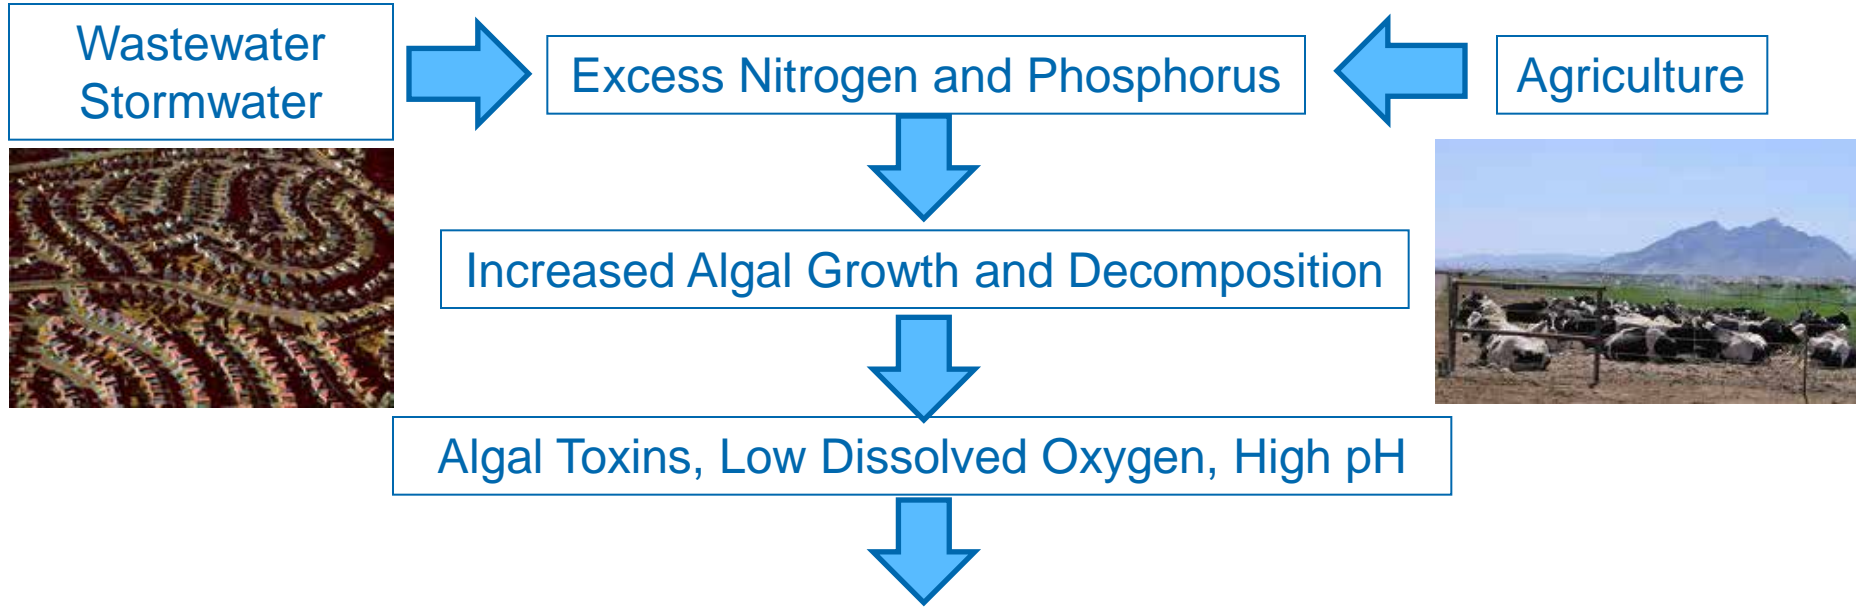 Wastewater
Stormwater
Excess Nitrogen and Phosphorus
Agriculture
Increased Algal Growth and Decomposition
Algal Toxins, Low Dissolved Oxygen, High pH